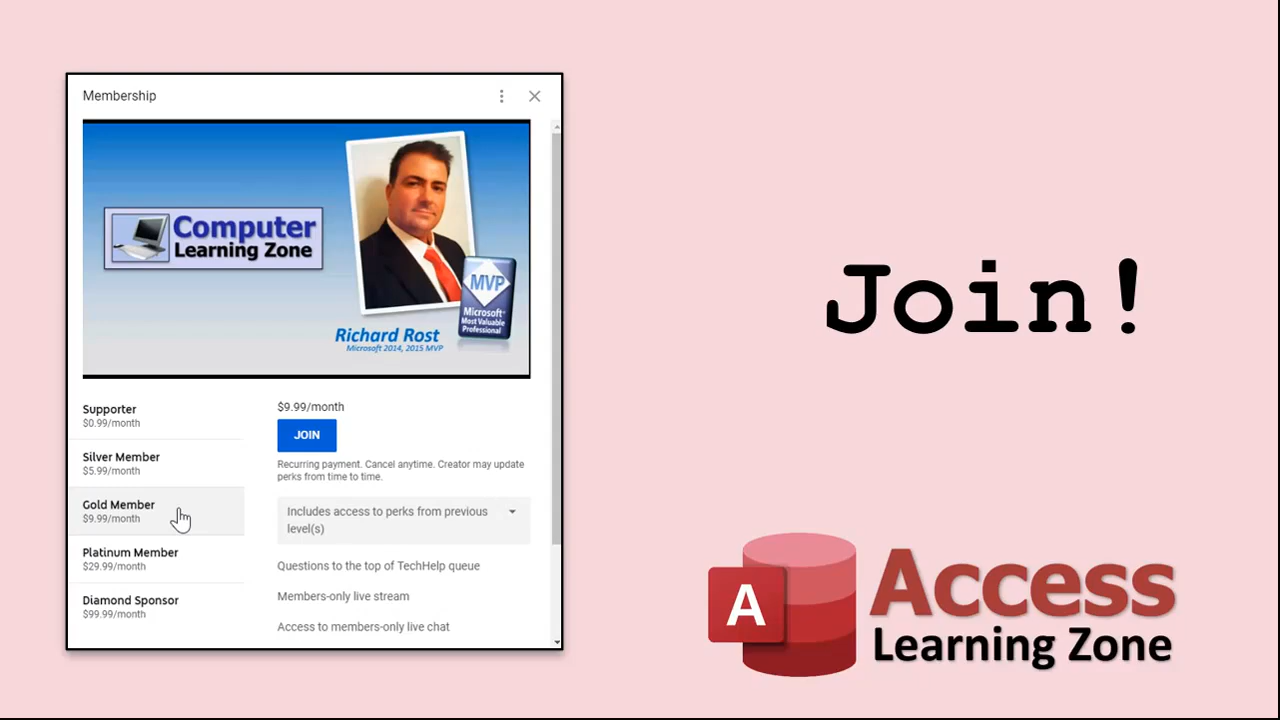 Membership
Computer
Learning Zone
MVP
Microsoft®
Most Valuable
Professional
Richard Rost
Microsoft 2014, 2015 MVP
Supporter
$0.99/month
Silver Member
$5.99/month
Gold Member
$9.99/month
Platinum Member
$29.99/month
Diamond Sponsor
$99.99/month
$9.99/month
JOIN
Recurring payment. Cancel anytime. Creator may update
perks from time to time.
Includes access to perks from previous
level(s)
Questions to the top of TechHelp queue
Members-only live stream
Access to members-only live chat
Join!
A
Access
Learning Zone